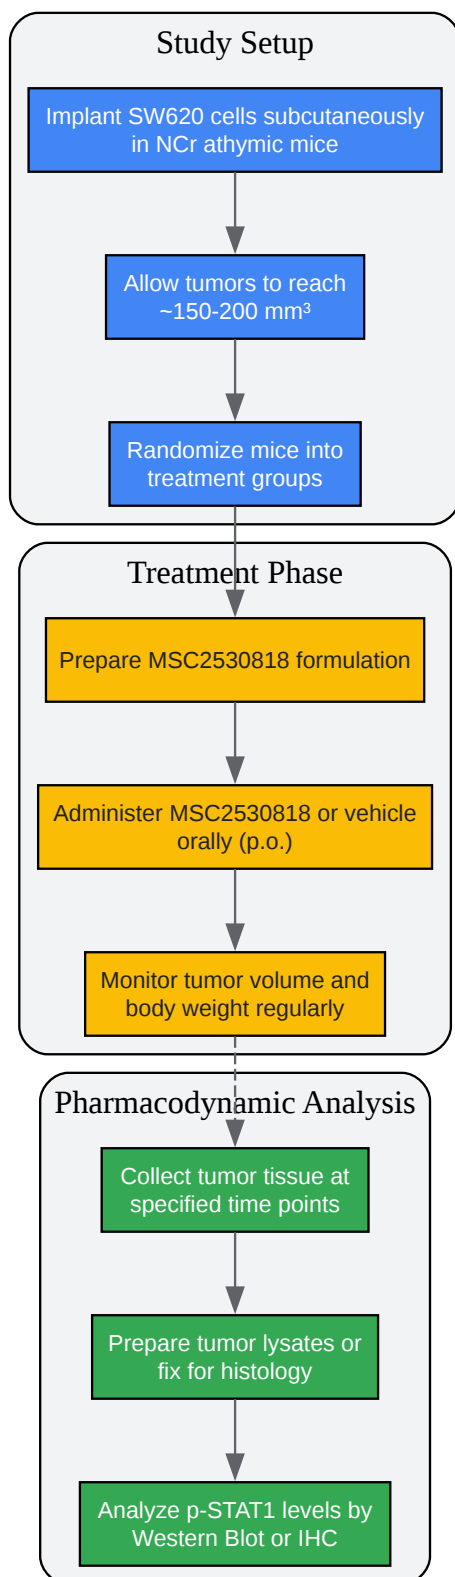 Study Setup
Implant SW620 cells subcutaneously
in NCr athymic mice
Allow tumors to reach
~150-200 mm³
Randomize mice into
treatment groups
Treatment Phase
Prepare MSC2530818 formulation
Administer MSC2530818 or vehicle
orally (p.o.)
Monitor tumor volume and
body weight regularly
Pharmacodynamic Analysis
Collect tumor tissue at
specified time points
Prepare tumor lysates or
fix for histology
Analyze p-STAT1 levels by
Western Blot or IHC